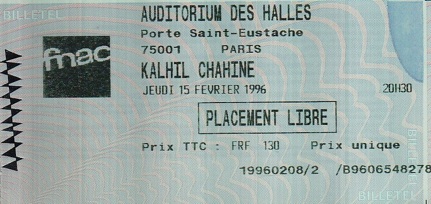 BILLETEL
AUDITORIUM DES HALLES
Porte Saint-Eustache
75001 PARIS
fnac
KALHIL CHAHINE
JEUDI 15 FEVRIER 1996 20H30
PLACEMENT LIBRE
Prix TTC : FRF 130 Prix unique
19960208/2 /B9606548278
BILLETEL